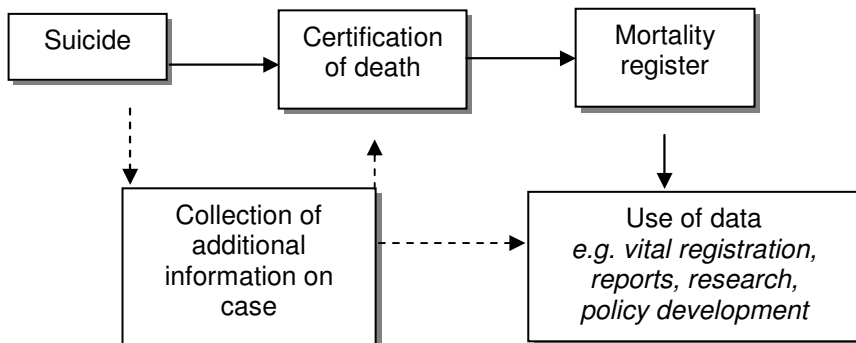 Suicide
Certification
of death
Mortality
register
Collection of
additional
information on
case
Use of data
e.g. vital registration,
reports, research,
policy development